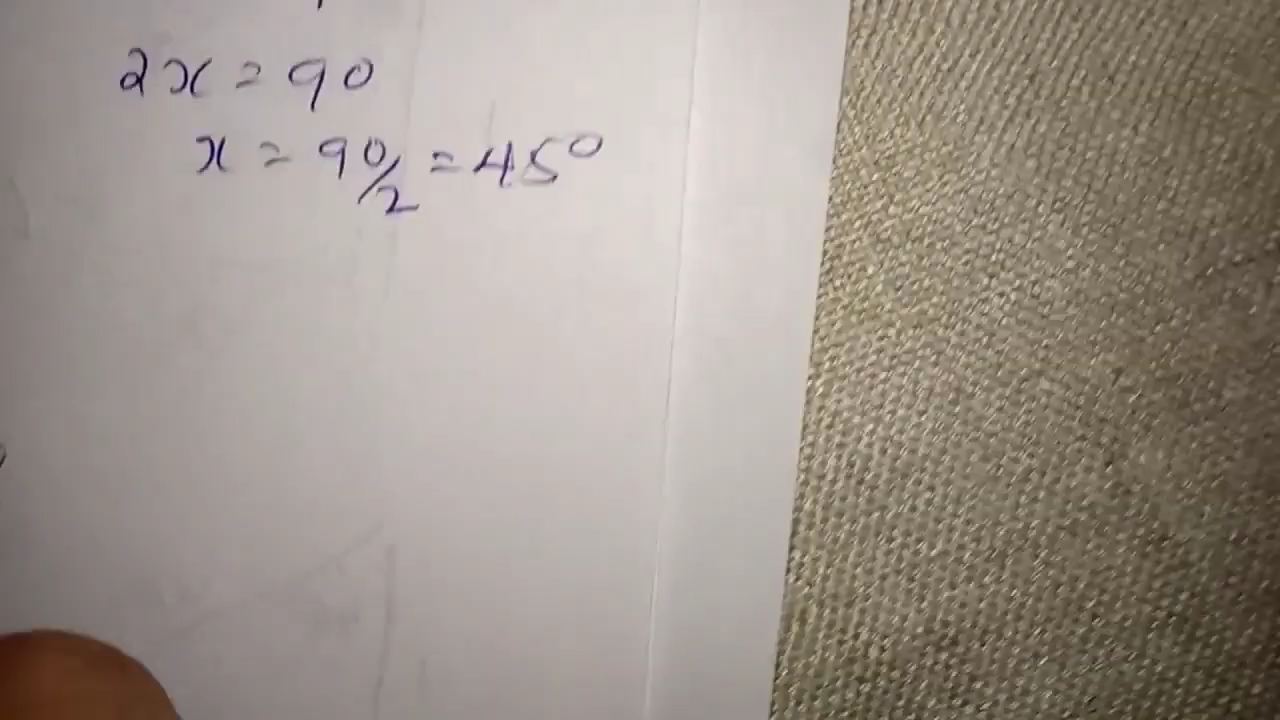 2x = 90
x = 90/2 = 45°